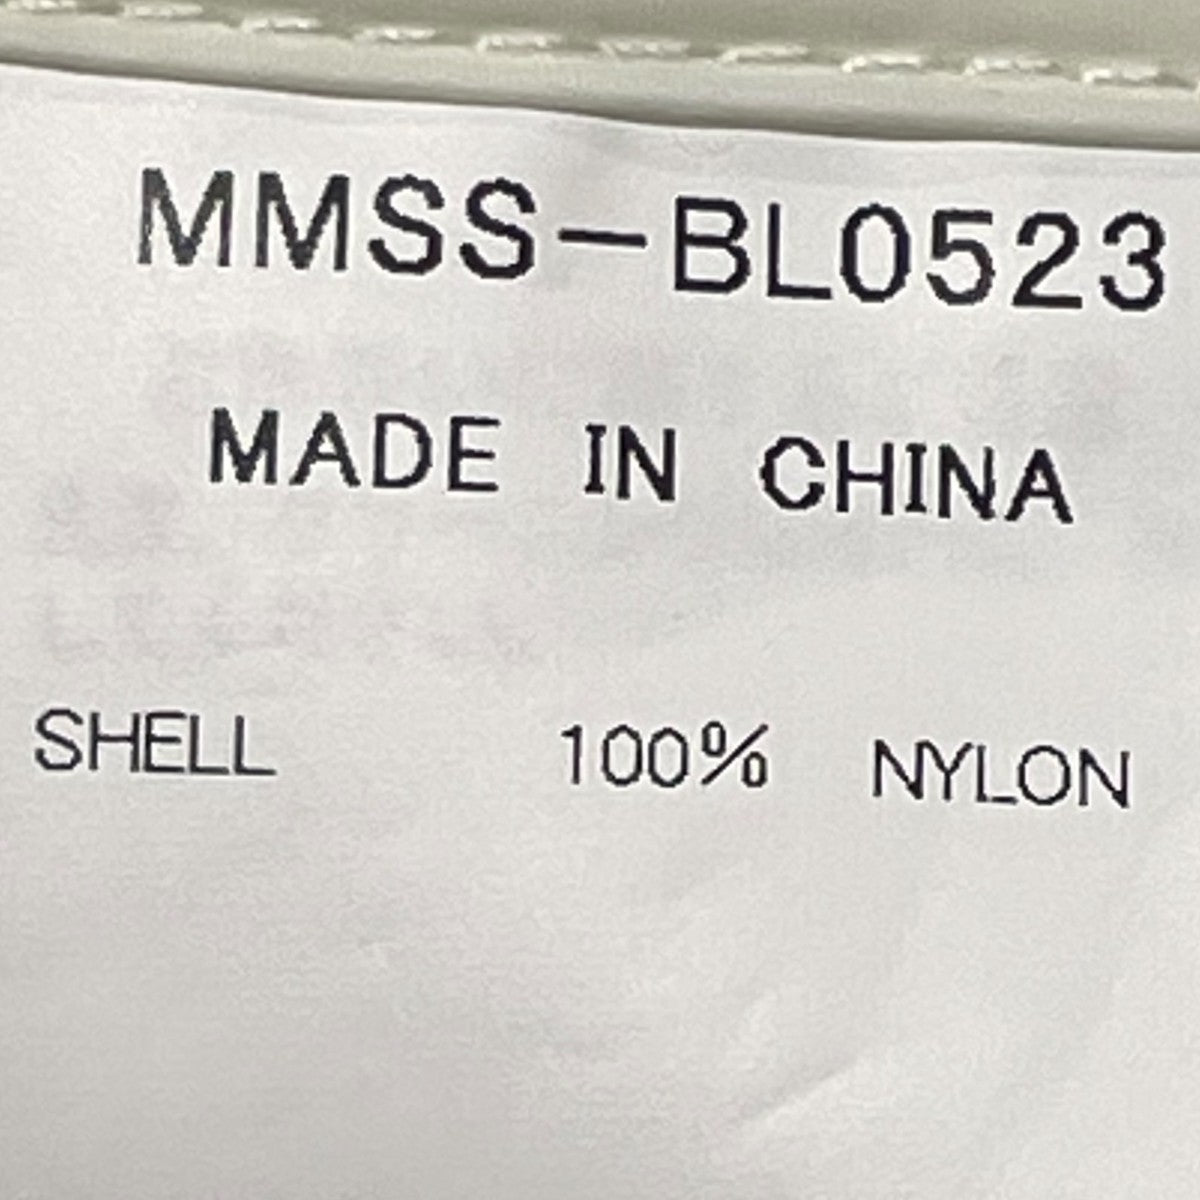 MMSS-BL0523
MADE IN CHINA
SHELL 100% NYLON